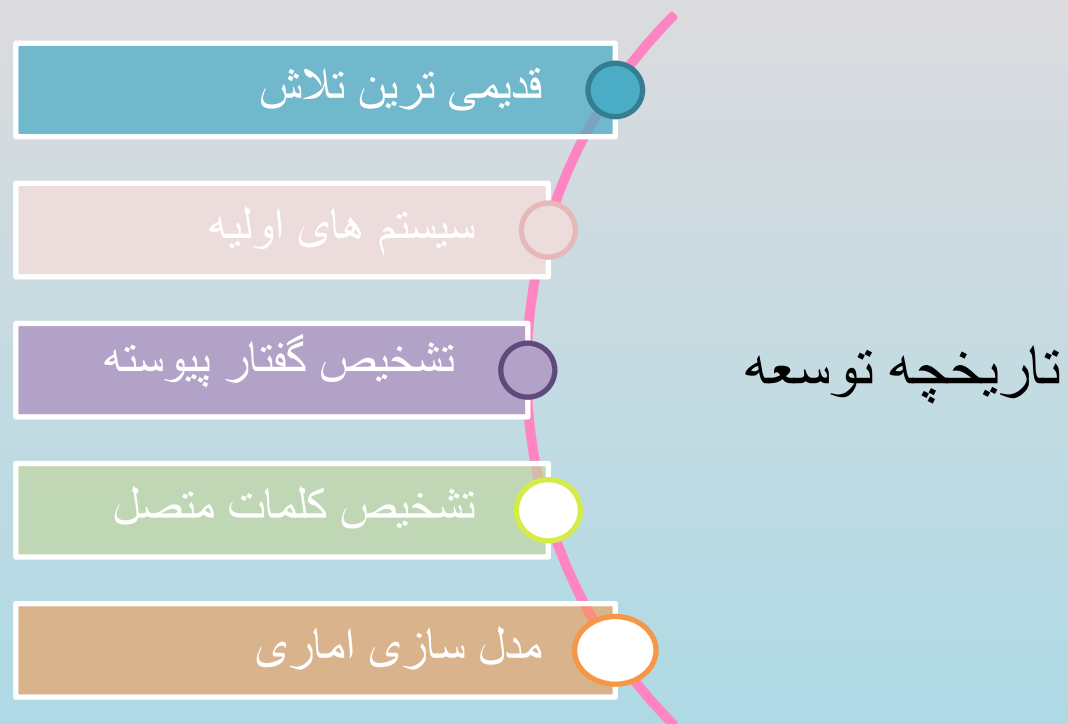 تاریخچه توسعه
قدیمی ترین تلاش
سیستم های اولیه
تشخیص گفتار پیوسته
تشخیص کلمات متصل
مدل سازی اماری